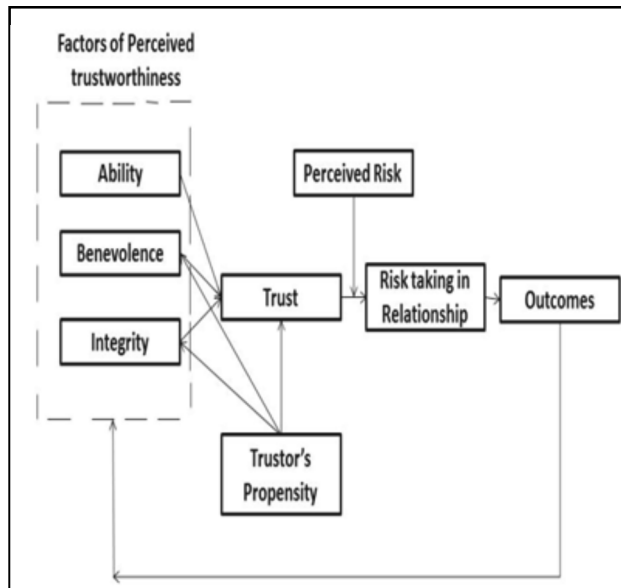 Factors of Perceived
trustworthiness
Ability
Perceived Risk
Benevolence
Trust
Risk taking in
Relationship
Outcomes
Integrity
Trustor's
Propensity